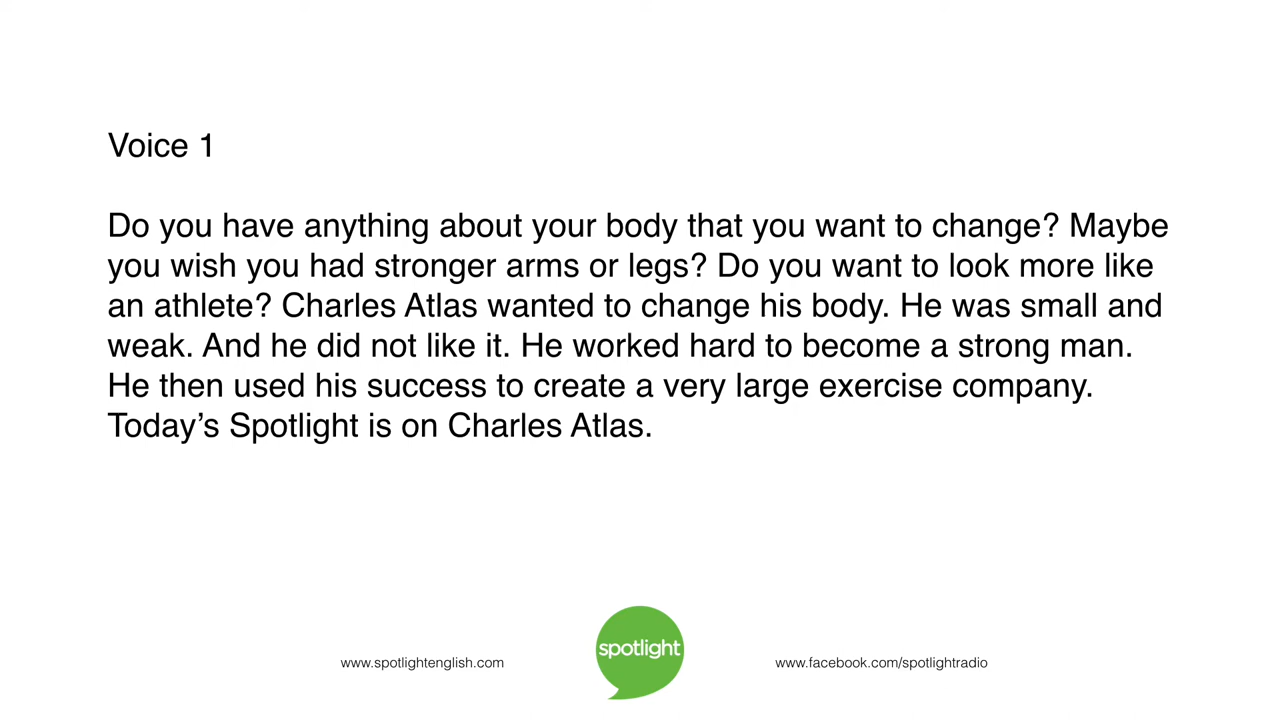 Voice 1
Do you have anything about your body that you want to change? Maybe
you wish you had stronger arms or legs? Do you want to look more like
an athlete? Charles Atlas wanted to change his body. He was small and
weak. And he did not like it. He worked hard to become a strong man.
He then used his success to create a very large exercise company.
Today’s Spotlight is on Charles Atlas.
www.spotlightenglish.com
spotlight
www.facebook.com/spotlightradio